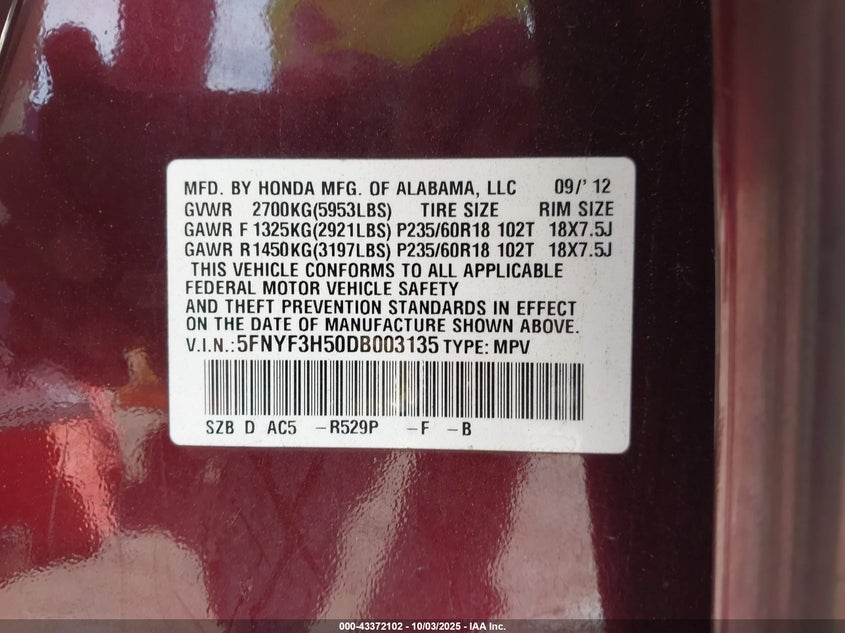 MFD. BY HONDA MFG. OF ALABAMA, LLC 09/' 12
GVWR 2700KG(5953LBS) TIRE SIZE RIM SIZE
GAWR F 1325KG(2921LBS) P235/60R18 102T 18X7.5J
GAWR R1450KG(3197LBS) P235/60R18 102T 18X7.5J
THIS VEHICLE CONFORMS TO ALL APPLICABLE
FEDERAL MOTOR VEHICLE SAFETY
AND THEFT PREVENTION STANDARDS IN EFFECT
ON THE DATE OF MANUFACTURE SHOWN ABOVE.
V.I.N.:5FNYF3H50DB003135 TYPE: MPV
SZB D AC5 -R529P -F -B
000-43372102 - 10/03/2025 - IAA Inc.